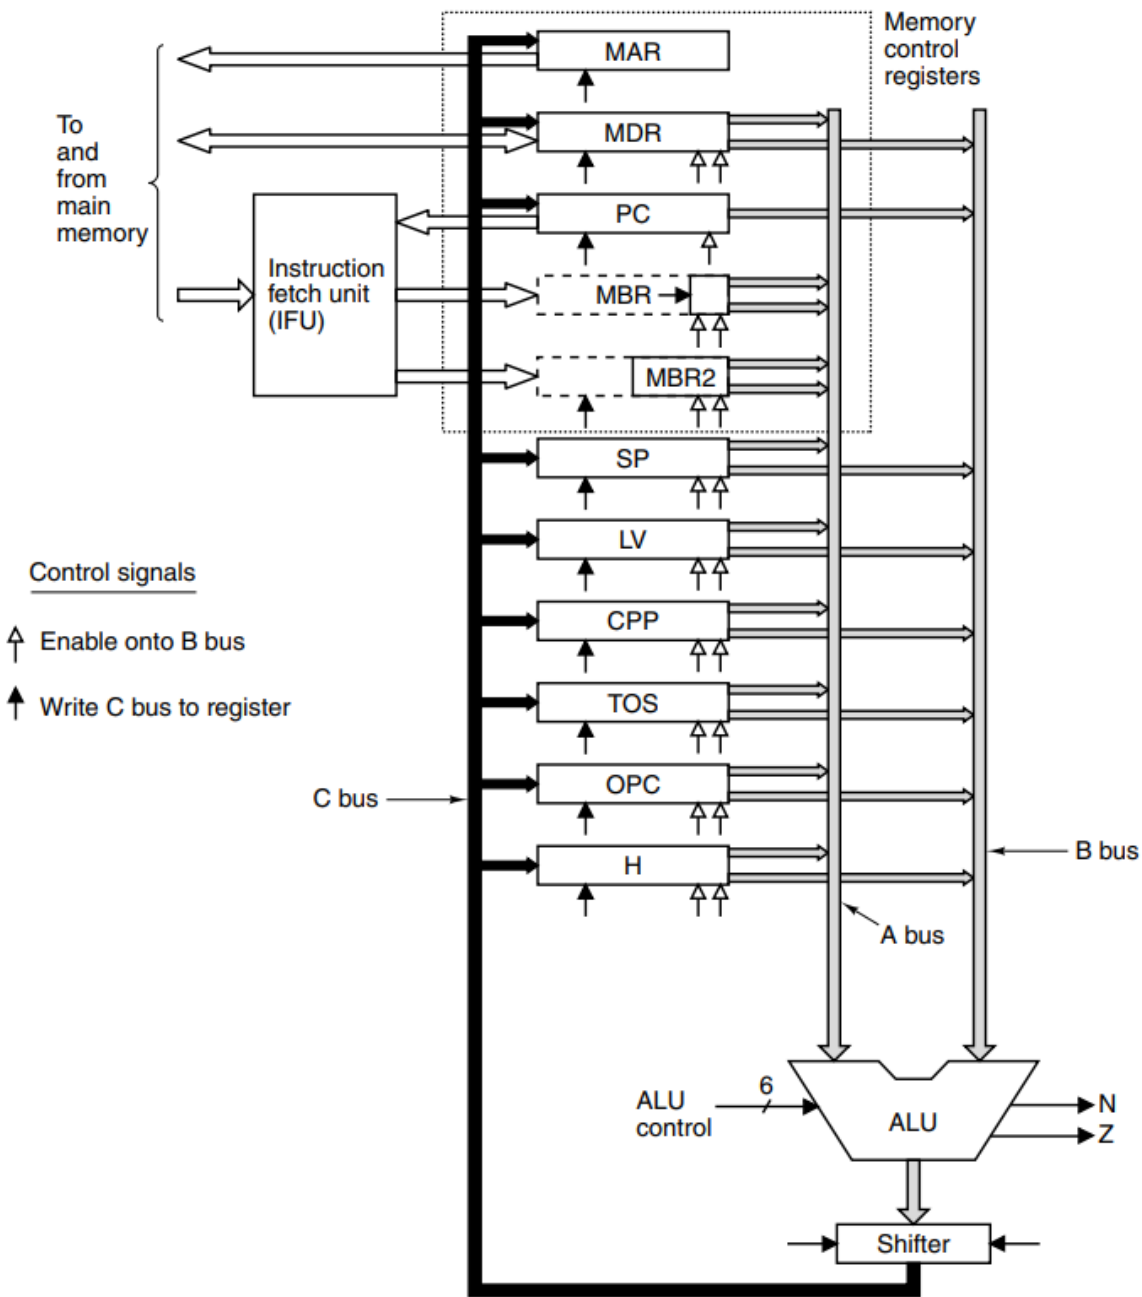 Memory
control
registers
MAR
To
and
from
main
memory
MDR
PC
Instruction
fetch unit
(IFU)
MBR
MBR2
SP
LV
Control signals
CPP
Enable onto B bus
Write C bus to register
TOS
C bus
OPC
H
B bus
A bus
6
ALU
control
ALU
N
Z
Shifter